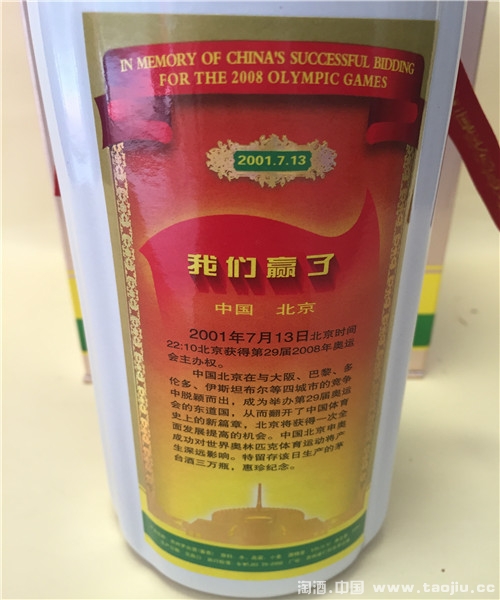 IN MEMORY OF CHINA'S SUCCESSFUL BIDDING
FOR THE 2008 OLYMPIC GAMES
2001.7.13
我们赢了
中国 北京
2001年7月13日北京时间
22:10北京获得第29届2008年奥运
会主办权。
中国北京在与大阪、巴黎、多
伦多、伊斯坦布尔等四城市的竞争
中脱颖而出，成为举办第29届奥运
会的东道国，从而翻开了中国体育
史上的新篇章，北京将获得一次全
面发展提高的机会。中国北京申奥
成功对世界奥林匹克体育运动将产
生深远影响。特留存该日生产的茅
台酒三万瓶，惠珍纪念。
淘酒.中国 www.taojiu.cc